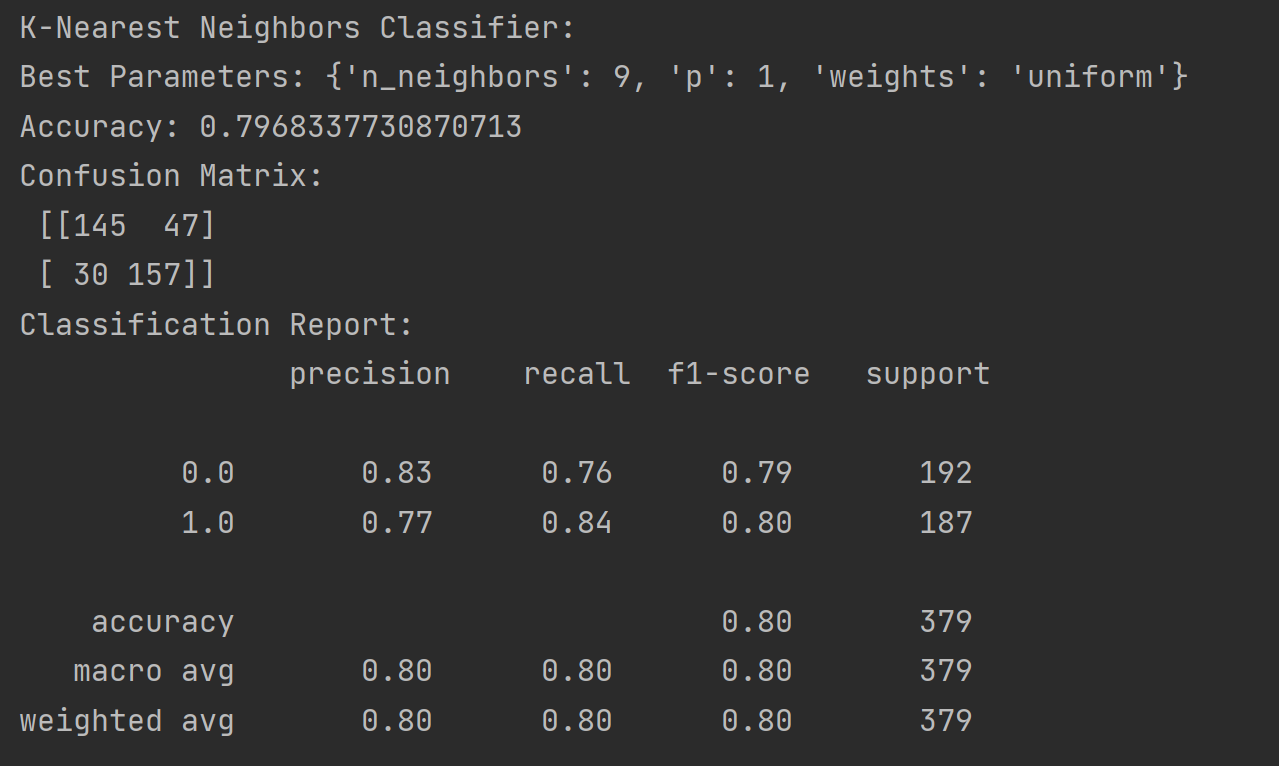 K-Nearest Neighbors Classifier:
Best Parameters: {'n_neighbors': 9, 'p': 1, 'weights': 'uniform'}
Accuracy: 0.7968337730870713
Confusion Matrix:
 [[145  47]
 [ 30 157]]
Classification Report:
               precision    recall  f1-score   support

         0.0       0.83      0.76      0.79       192
         1.0       0.77      0.84      0.80       187

    accuracy                           0.80       379
   macro avg       0.80      0.80      0.80       379
weighted avg       0.80      0.80      0.80       379